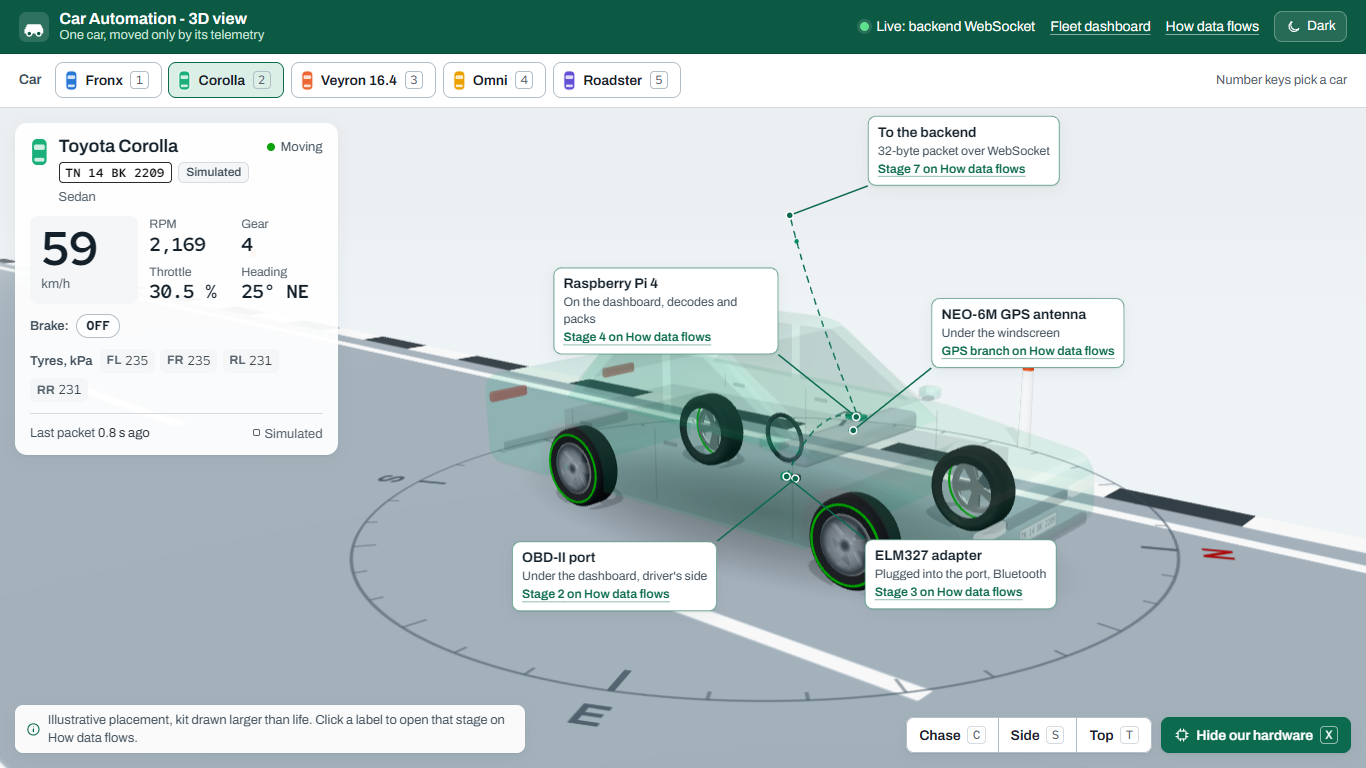 Car Automation - 3D view
One car, moved only by its telemetry
Live: backend WebSocket
Fleet dashboard
How data flows
Dark
Car
Fronx 1
Corolla 2
Veyron 16.4 3
Omni 4
Roadster 5
Number keys pick a car
Toyota Corolla
Moving
TN 14 BK 2209
Simulated
Sedan
59
km/h
RPM
2,169
Gear
4
Throttle
30.5 %
Heading
25° NE
Brake: OFF
Tyres, kPa FL 235 FR 235 RL 231
RR 231
Last packet 0.8 s ago
Simulated
To the backend
32-byte packet over WebSocket
Stage 7 on How data flows
Raspberry Pi 4
On the dashboard, decodes and
packs
Stage 4 on How data flows
NEO-6M GPS antenna
Under the windscreen
GPS branch on How data flows
OBD-II port
Under the dashboard, driver's side
Stage 2 on How data flows
ELM327 adapter
Plugged into the port, Bluetooth
Stage 3 on How data flows
S
N
E
Illustrative placement, kit drawn larger than life. Click a label to open that stage on
How data flows.
Chase C
Side S
Top T
Hide our hardware X